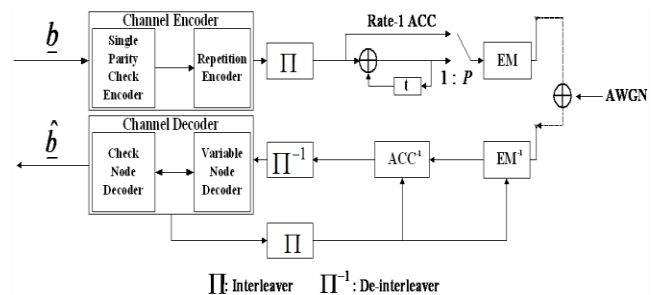 Channel Encoder
b
Single Parity Check Encoder
Repetition Encoder
Π
Rate-1 ACC
t
1 : P
EM
AWGN
Channel Decoder
b̂
Check Node Decoder
Variable Node Decoder
Π⁻¹
ACC⁻¹
EM⁻¹
Π
Π: Interleaver Π⁻¹: De-interleaver